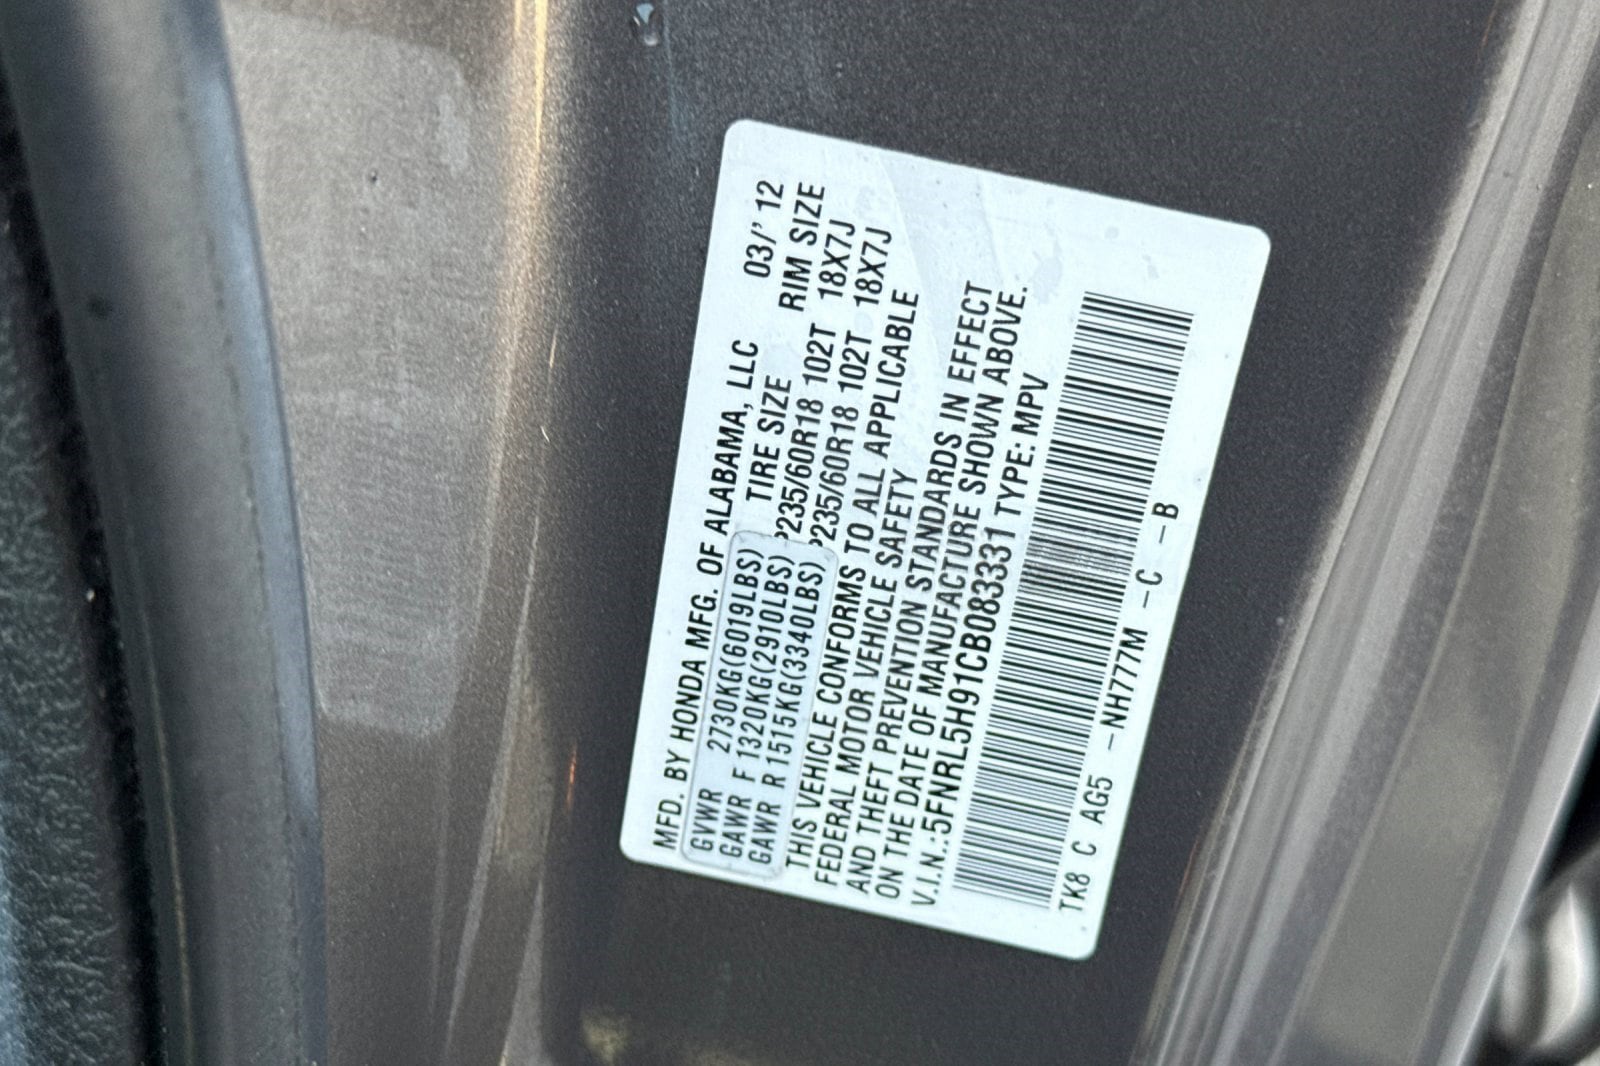 MFD. BY HONDA MFG. OF ALABAMA, LLC 03/' 12
TIRE SIZE RIM SIZE
GVWR 2730KG(6019LBS)
GAWR F 1320KG(2910LBS) P235/60R18 102T 18X7J
GAWR R 1515KG(3340LBS) P235/60R18 102T 18X7J
THIS VEHICLE CONFORMS TO ALL APPLICABLE
FEDERAL MOTOR VEHICLE SAFETY
AND THEFT PREVENTION STANDARDS IN EFFECT
ON THE DATE OF MANUFACTURE SHOWN ABOVE.
V.I.N.:5FNRL5H91CB083331 TYPE: MPV
TK8 C AG5 -NH777M -C -B